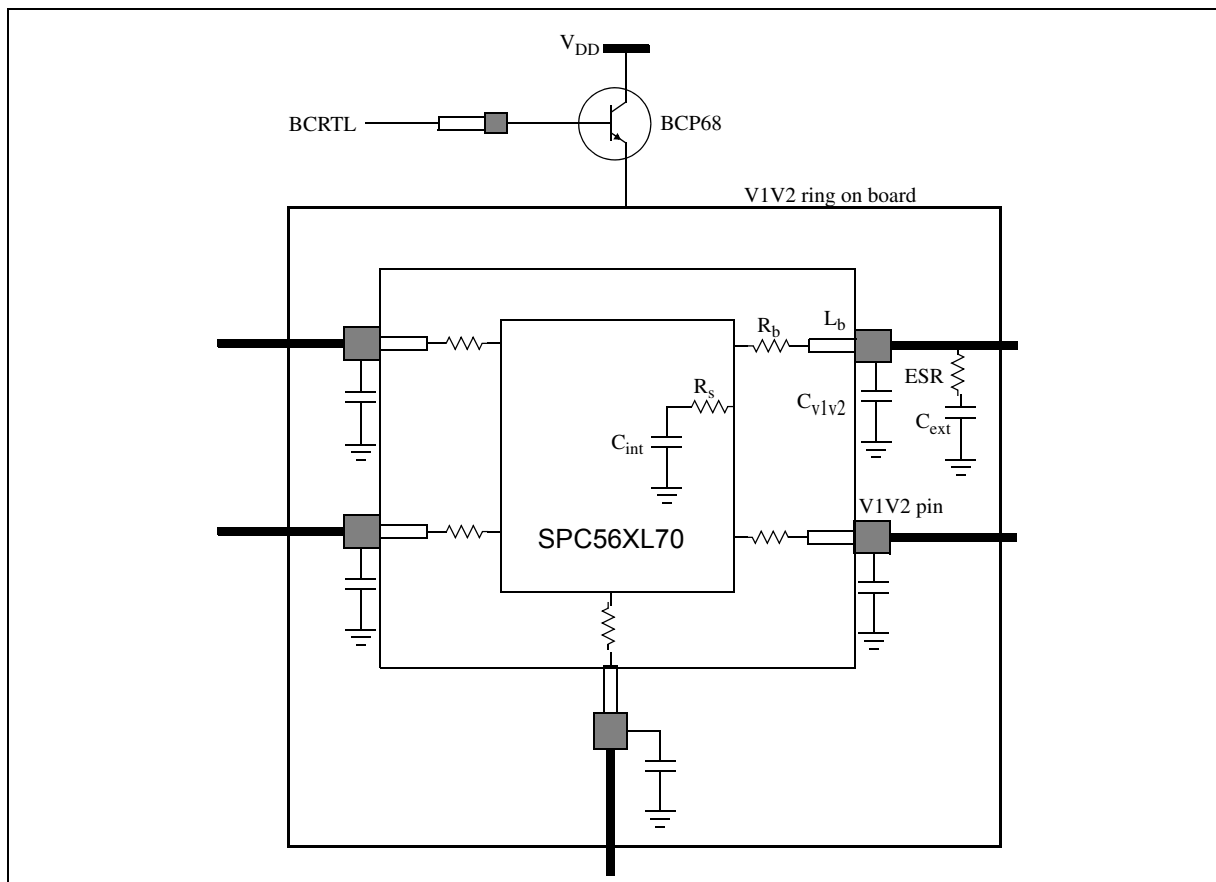 VDD
BCRTL
BCP68
V1V2 ring on board
Rb
Lb
ESR
Rs
Cv1v2
Cext
Cint
V1V2 pin
SPC56XL70